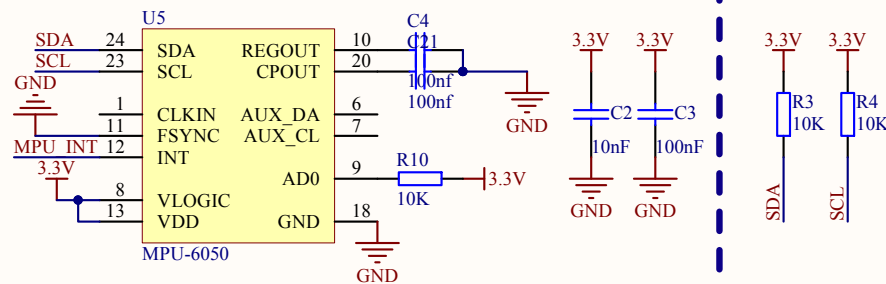 U5
C4
C21
100nf
100nf
SDA 24 SDA REGOUT 10
SCL 23 SCL CPOUT 20
GND
GND
1 CLKIN AUX_DA 6
11 FSYNC AUX_CL 7
MPU_INT 12 INT
3.3V
AD0 9 R10 3.3V
10K
8 VLOGIC
13 VDD GND 18
MPU-6050
GND
3.3V 3.3V
C2 C3
10nF 100nF
GND GND
3.3V 3.3V
R3 R4
10K 10K
SDA SCL